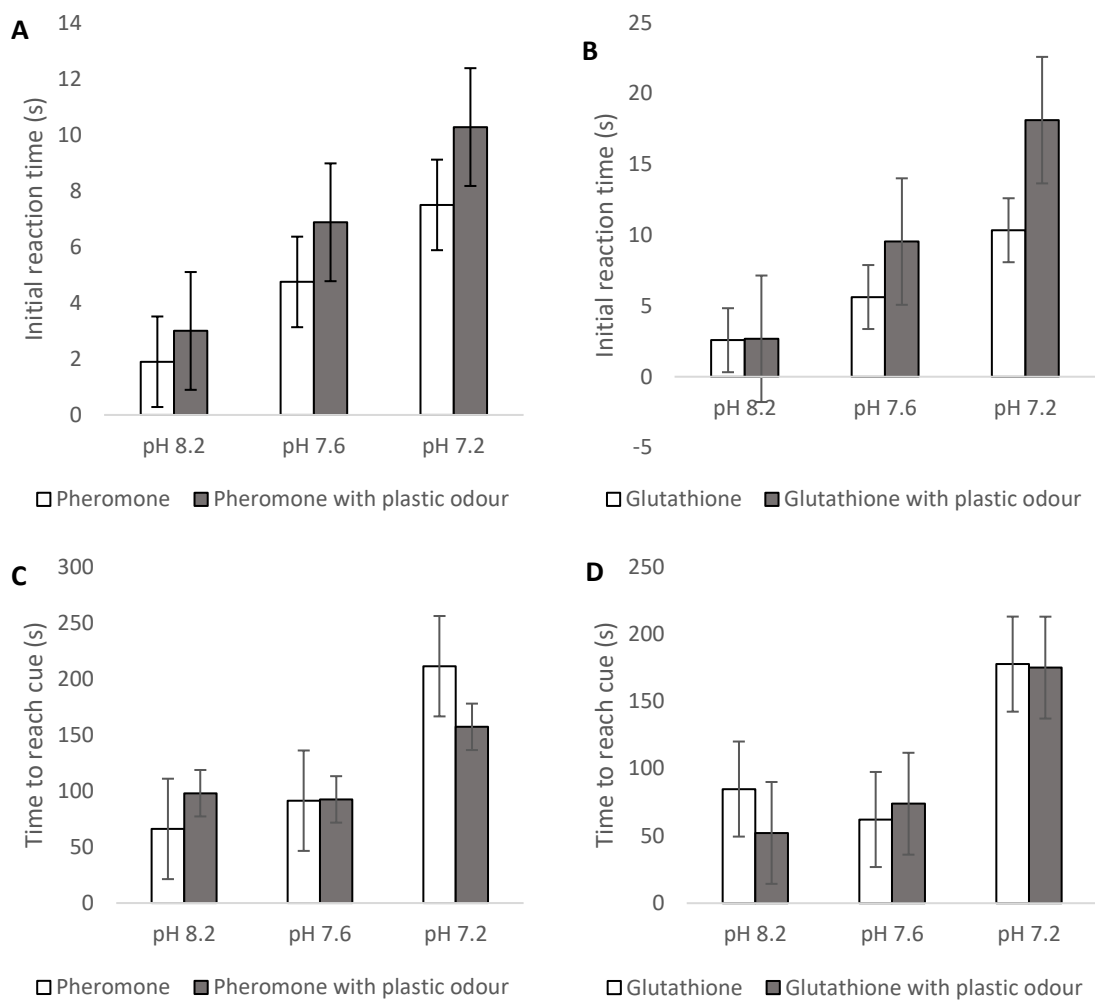 A
Initial reaction time (s)
14
12
10
8
6
4
2
0
pH 8.2 pH 7.6 pH 7.2
Pheromone Pheromone with plastic odour
B
Initial reaction time (s)
25
20
15
10
5
0
-5
pH 8.2 pH 7.6 pH 7.2
Glutathione Glutathione with plastic odour
C
Time to reach cue (s)
300
250
200
150
100
50
0
pH 8.2 pH 7.6 pH 7.2
Pheromone Pheromone with plastic odour
D
Time to reach cue (s)
250
200
150
100
50
0
pH 8.2 pH 7.6 pH 7.2
Glutathione Glutathione with plastic odour